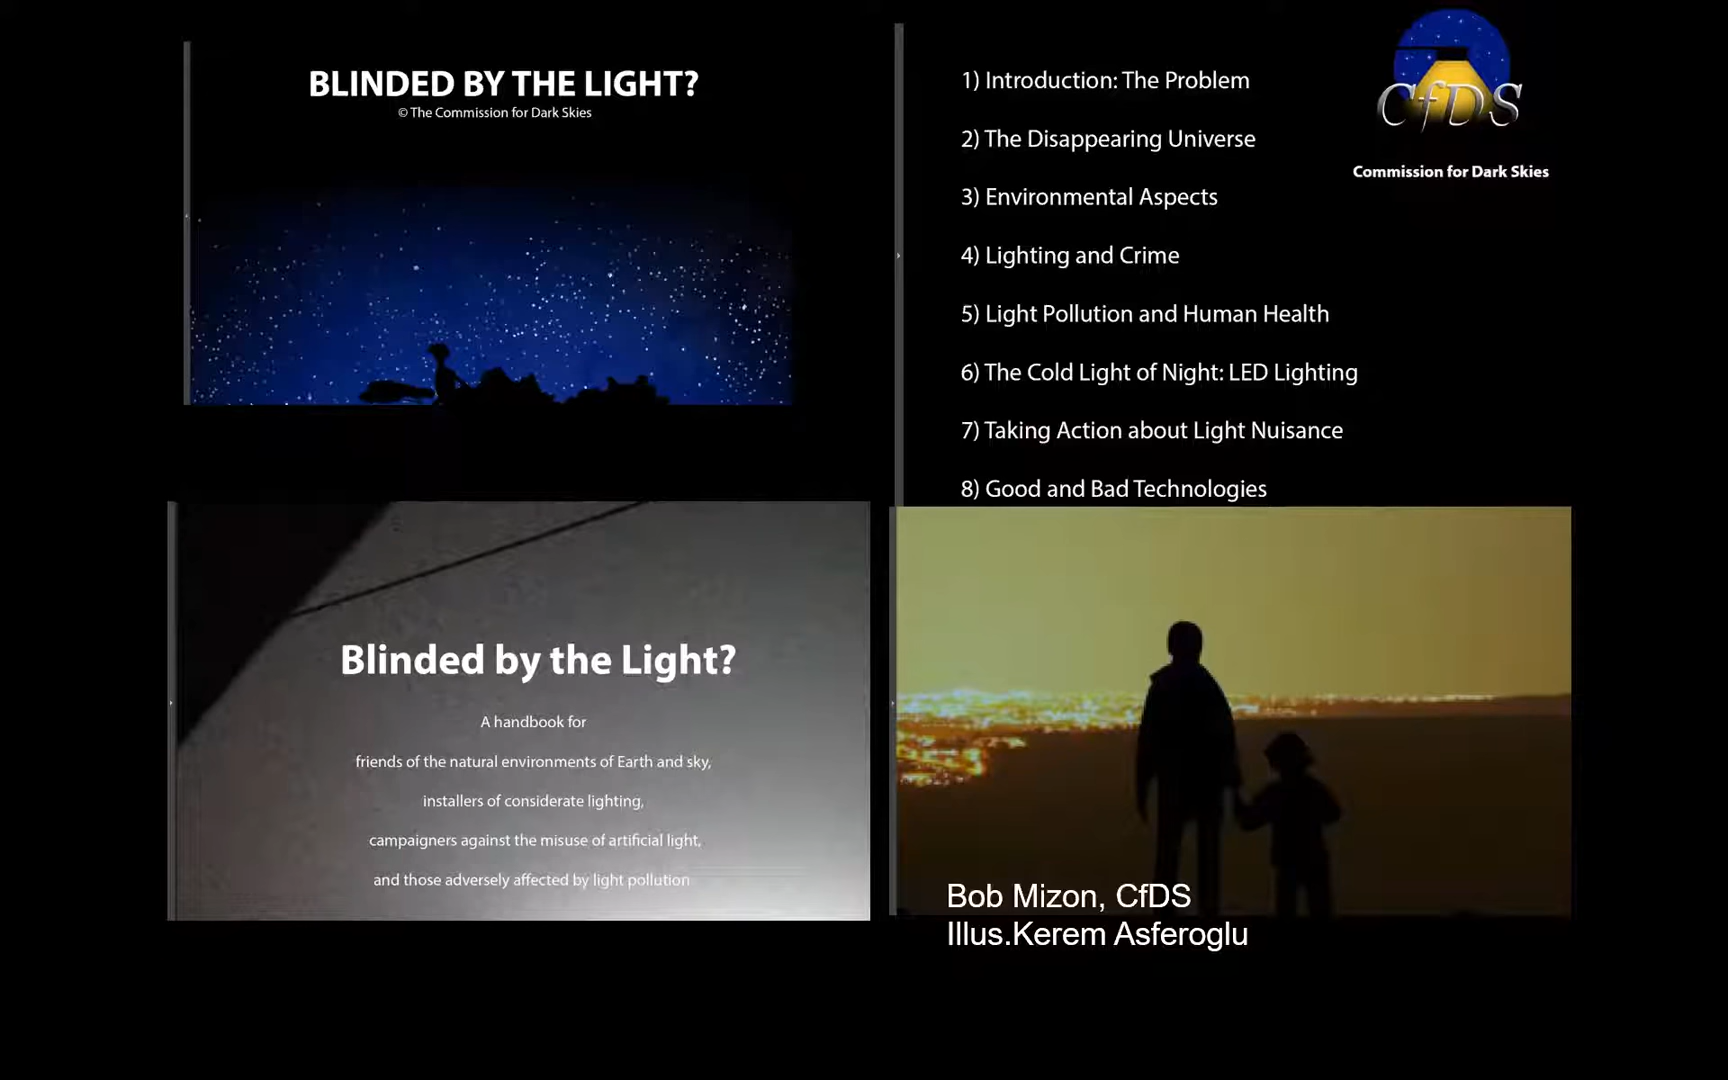 BLINDED BY THE LIGHT?
© The Commission for Dark Skies
1) Introduction: The Problem
2) The Disappearing Universe
3) Environmental Aspects
4) Lighting and Crime
5) Light Pollution and Human Health
6) The Cold Light of Night: LED Lighting
7) Taking Action about Light Nuisance
8) Good and Bad Technologies
CfDS
Commission for Dark Skies
Blinded by the Light?
A handbook for
friends of the natural environments of Earth and sky,
installers of considerate lighting,
campaigners against the misuse of artificial light,
and those adversely affected by light pollution
Bob Mizon, CfDS
Illus.Kerem Asferoglu